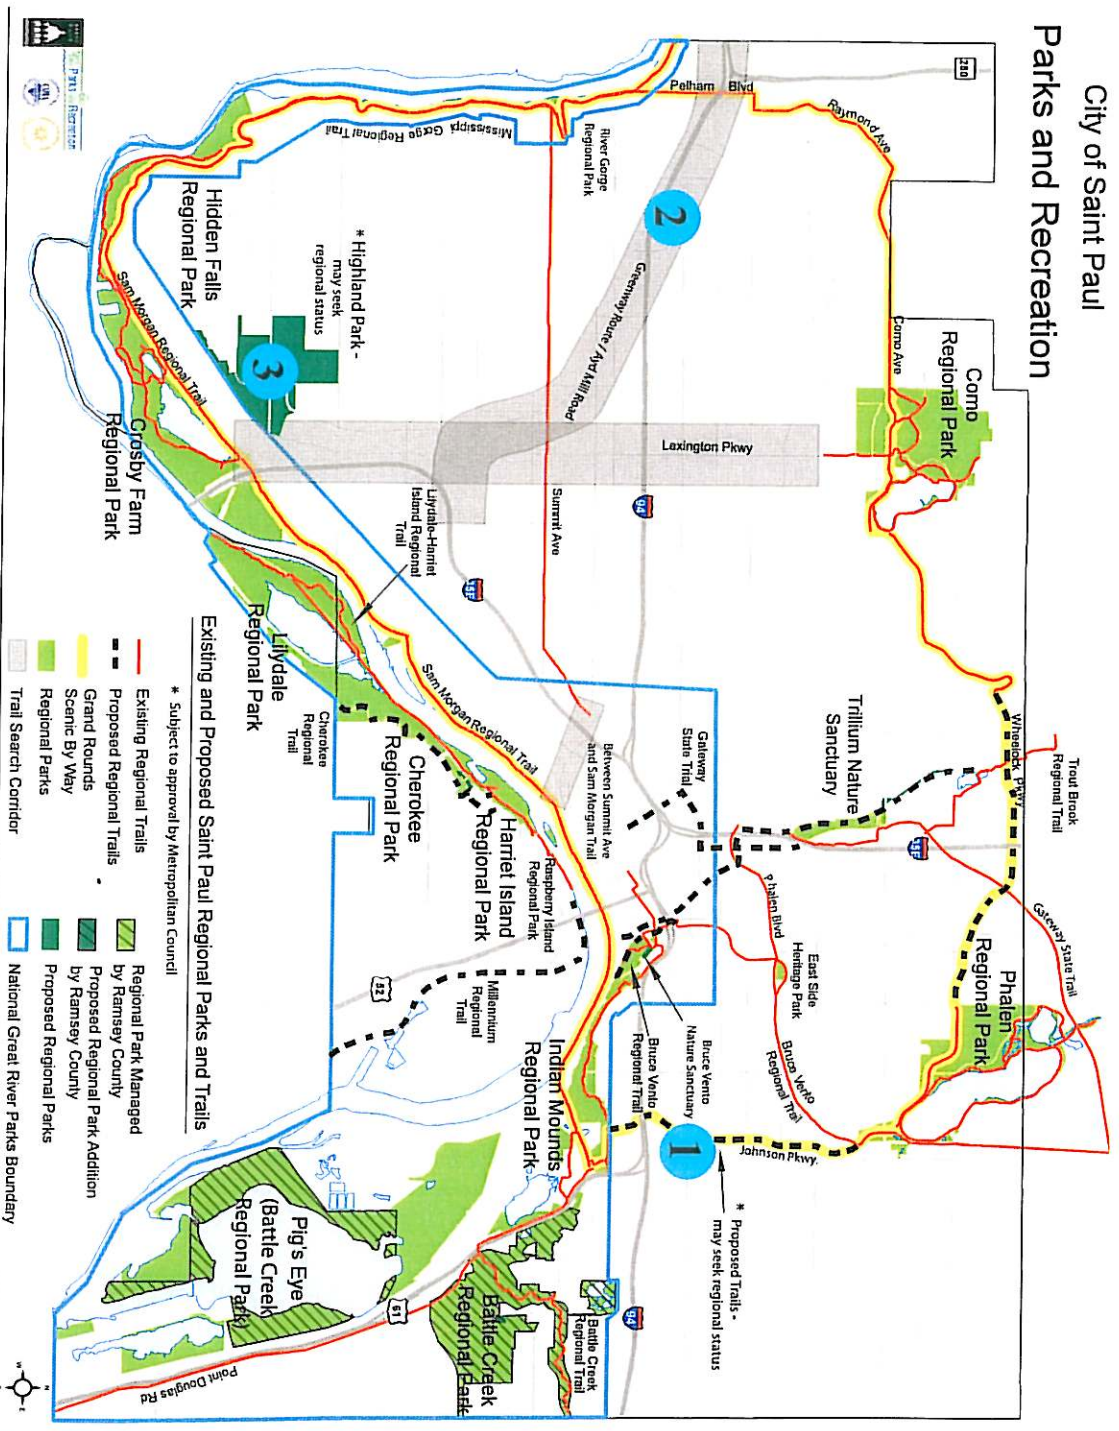 City of Saint Paul
Parks and Recreation
280
Pelham Blvd
Raymond Ave
Como Ave
Como
Regional Park
River Gorge
Regional Park
Mississippi Gorge Regional Trail
2
Greenway Route / Ayd Mill Road
94
Lexington Pkwy
Summit Ave
35E
Hidden Falls
Regional Park
* Highland Park -
may seek
regional status
3
Sam Morgan Regional Trail
Crosby Farm
Regional Park
Lilydale-Harriet
Island Regional
Trail
Lilydale
Regional Park
Cherokee
Regional
Trail
Sam Morgan Regional Trail
Cherokee
Regional Park
Harriet Island
Regional Park
Raspberry Island
Regional Park
Between Summit Ave
and Sam Morgan Trail
Gateway
State Trial
Trillium Nature
Sanctuary
Wheelock Pkwy
Trout Brook
Regional Trail
35E
Gateway State Trail
Phalen Blvd
East Side
Heritage Park
Phalen
Regional Park
Bruce Vento
Regional Trail
Bruce Vento
Nature Sanctuary
Bruce Vento
Regional Trail
1
Johnson Pkwy.
* Proposed Trails -
may seek regional status
52
Millennium
Regional
Trail
Indian Mounds
Regional Park
94
Battle Creek
Regional Trail
Battle Creek
Regional Park
61
Pig's Eye
(Battle Creek
Regional Park)
Point Douglas Rd
Existing and Proposed Saint Paul Regional Parks and Trails
* Subject to approval by Metropolitan Council
Existing Regional Trails
Proposed Regional Trails
Grand Rounds
Scenic By Way
Regional Parks
Trail Search Corridor
Regional Park Managed
by Ramsey County
Proposed Regional Park Addition
by Ramsey County
Proposed Regional Parks
National Great River Parks Boundary
Parks and Recreation
N
W
E